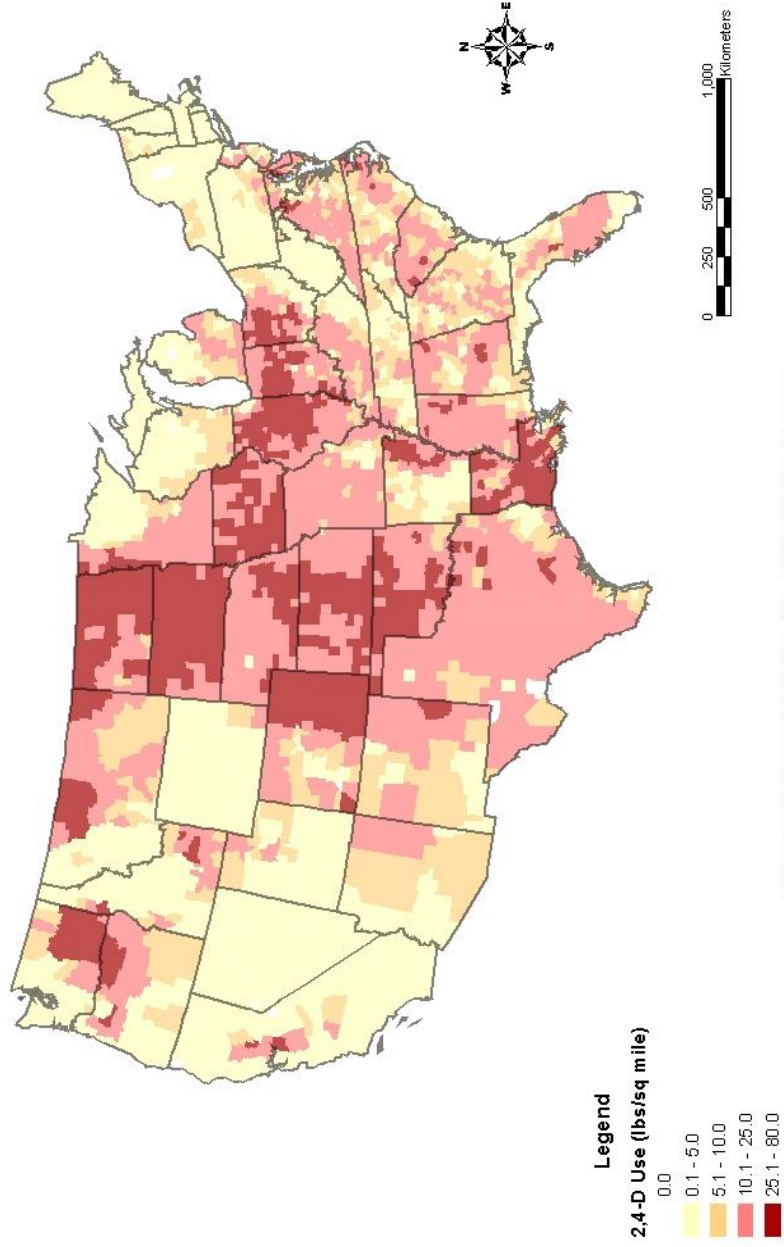 N
W
E
S
0
250
500
1,000
Kilometers
Legend
2,4-D Use (lbs/sq mile)
0.0
0.1 - 5.0
5.1 - 10.0
10.1 - 25.0
25.1 - 80.0